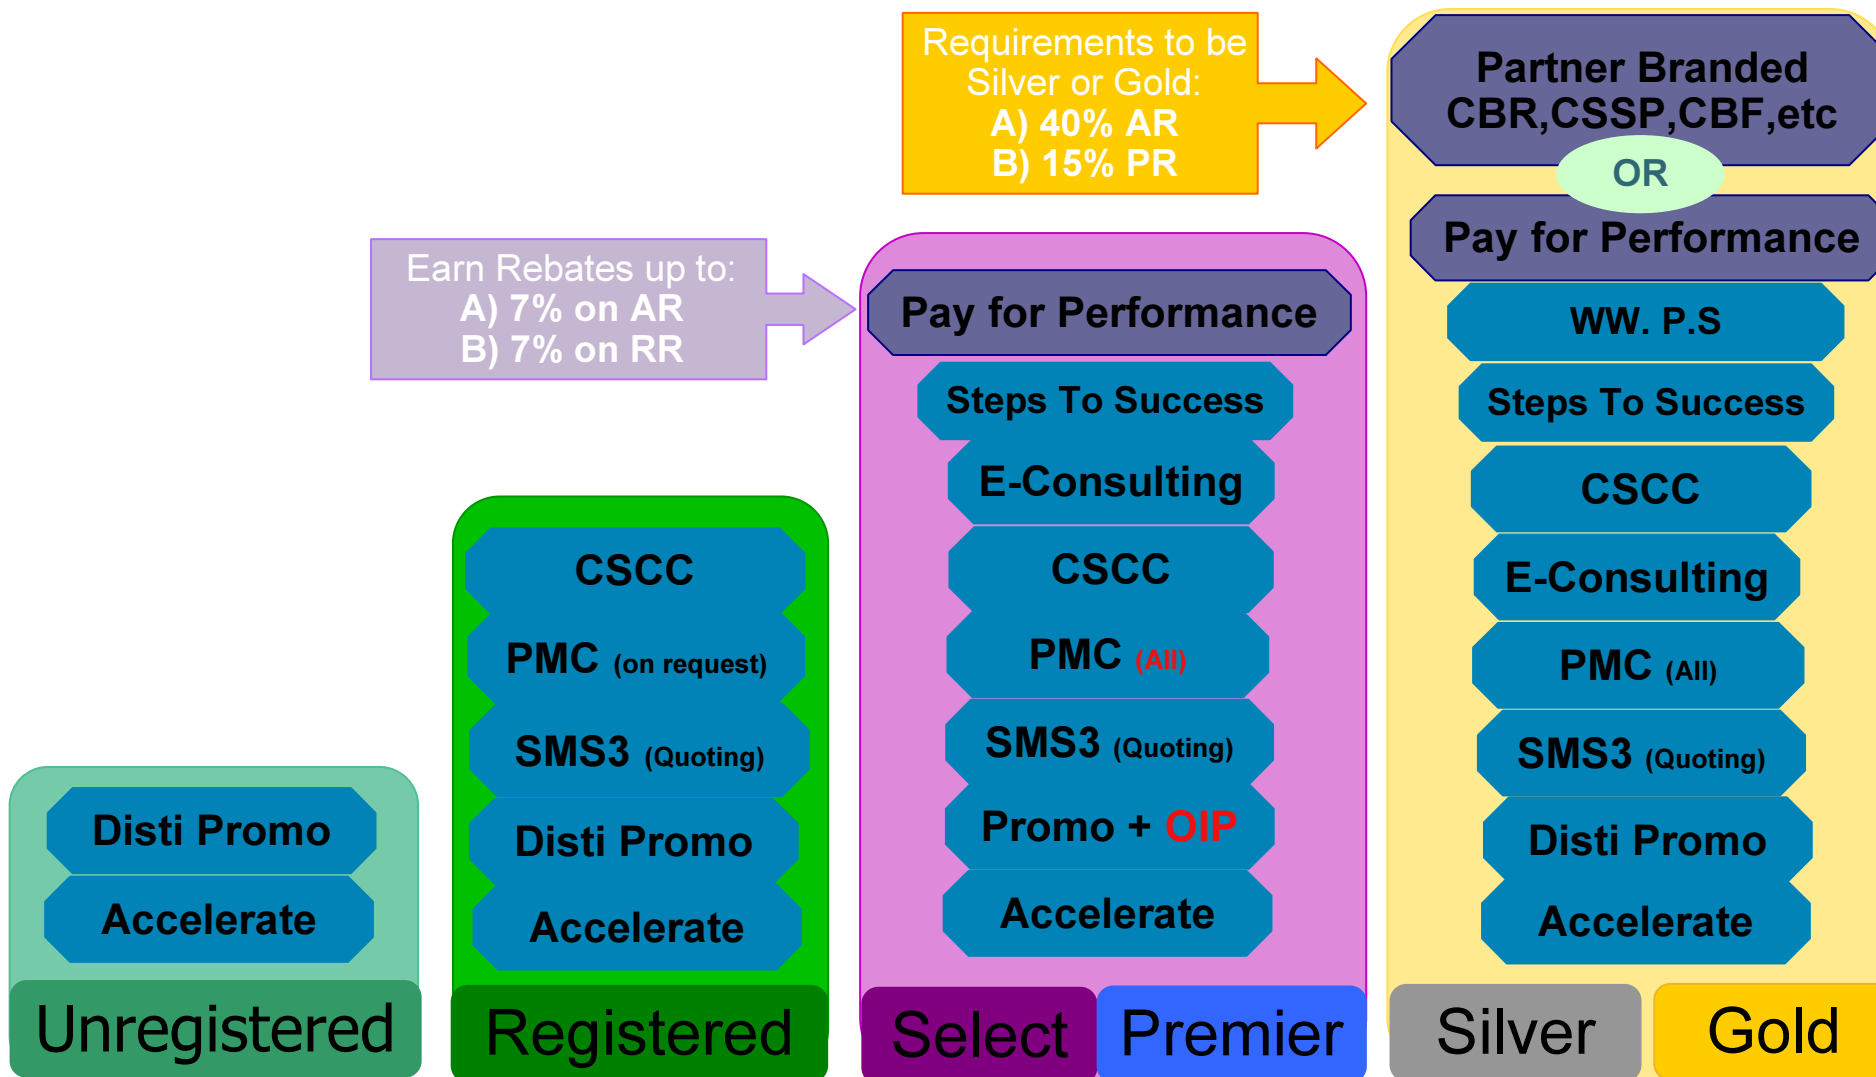 Requirements to be
Silver or Gold:
A) 40% AR
B) 15% PR
Partner Branded
CBR,CSSP,CBF,etc
OR
Pay for Performance
WW. P.S
Steps To Success
CSCC
E-Consulting
PMC (All)
SMS3 (Quoting)
Disti Promo
Accelerate
Silver
Gold
Earn Rebates up to:
A) 7% on AR
B) 7% on RR
Pay for Performance
Steps To Success
E-Consulting
CSCC
PMC (All)
SMS3 (Quoting)
Promo + OIP
Accelerate
Select
Premier
CSCC
PMC (on request)
SMS3 (Quoting)
Disti Promo
Accelerate
Registered
Disti Promo
Accelerate
Unregistered